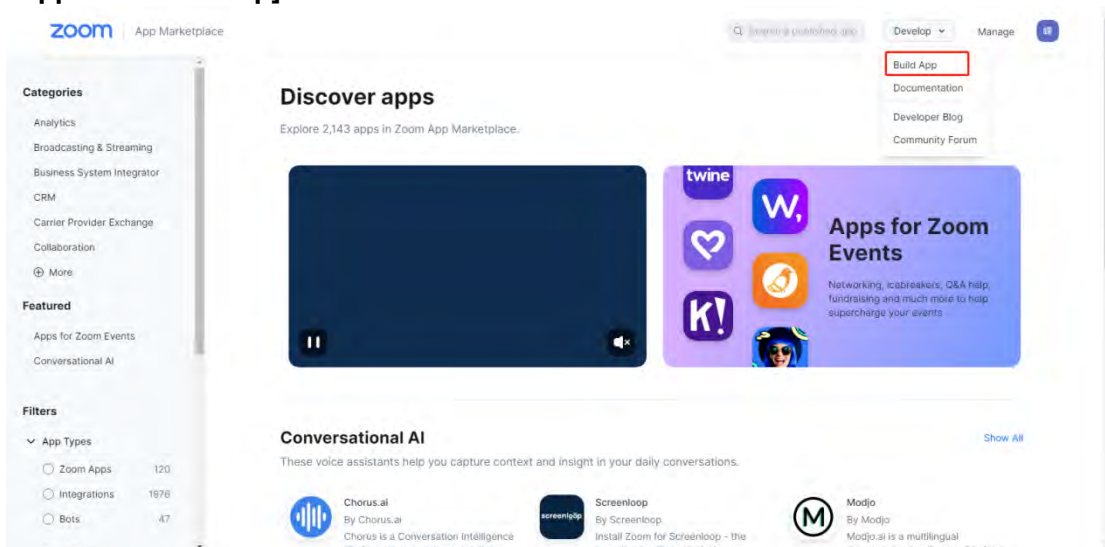 zoom App Marketplace
Search a published app
Develop
Manage
Build App
Documentation
Developer Blog
Community Forum
Categories
Analytics
Broadcasting & Streaming
Business System Integrator
CRM
Carrier Provider Exchange
Collaboration
More
Featured
Apps for Zoom Events
Conversational AI
Filters
App Types
Zoom Apps 120
Integrations 1976
Bots 47
Discover apps
Explore 2,143 apps in Zoom App Marketplace.
twine
W,
K!
Apps for Zoom
Events
Networking, icebreakers, Q&A help,
fundraising and much more to help
supercharge your events
Conversational AI
Show All
These voice assistants help you capture context and insight in your daily conversations.
Chorus.ai
By Chorus.ai
Chorus is a Conversation Intelligence
screenloop
Screenloop
By Screenloop
Install Zoom for Screenloop - the
M
Modjo
By Modjo
Modjo.ai is a multilingual